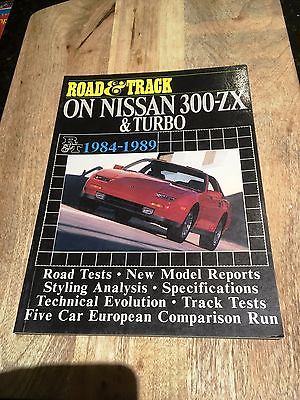 ROAD & TRACK
ON NISSAN 300-ZX
& TURBO
R&T 1984-1989
Road Tests • New Model Reports
Styling Analysis • Specifications
Technical Evolution • Track Tests
Five Car European Comparison Run